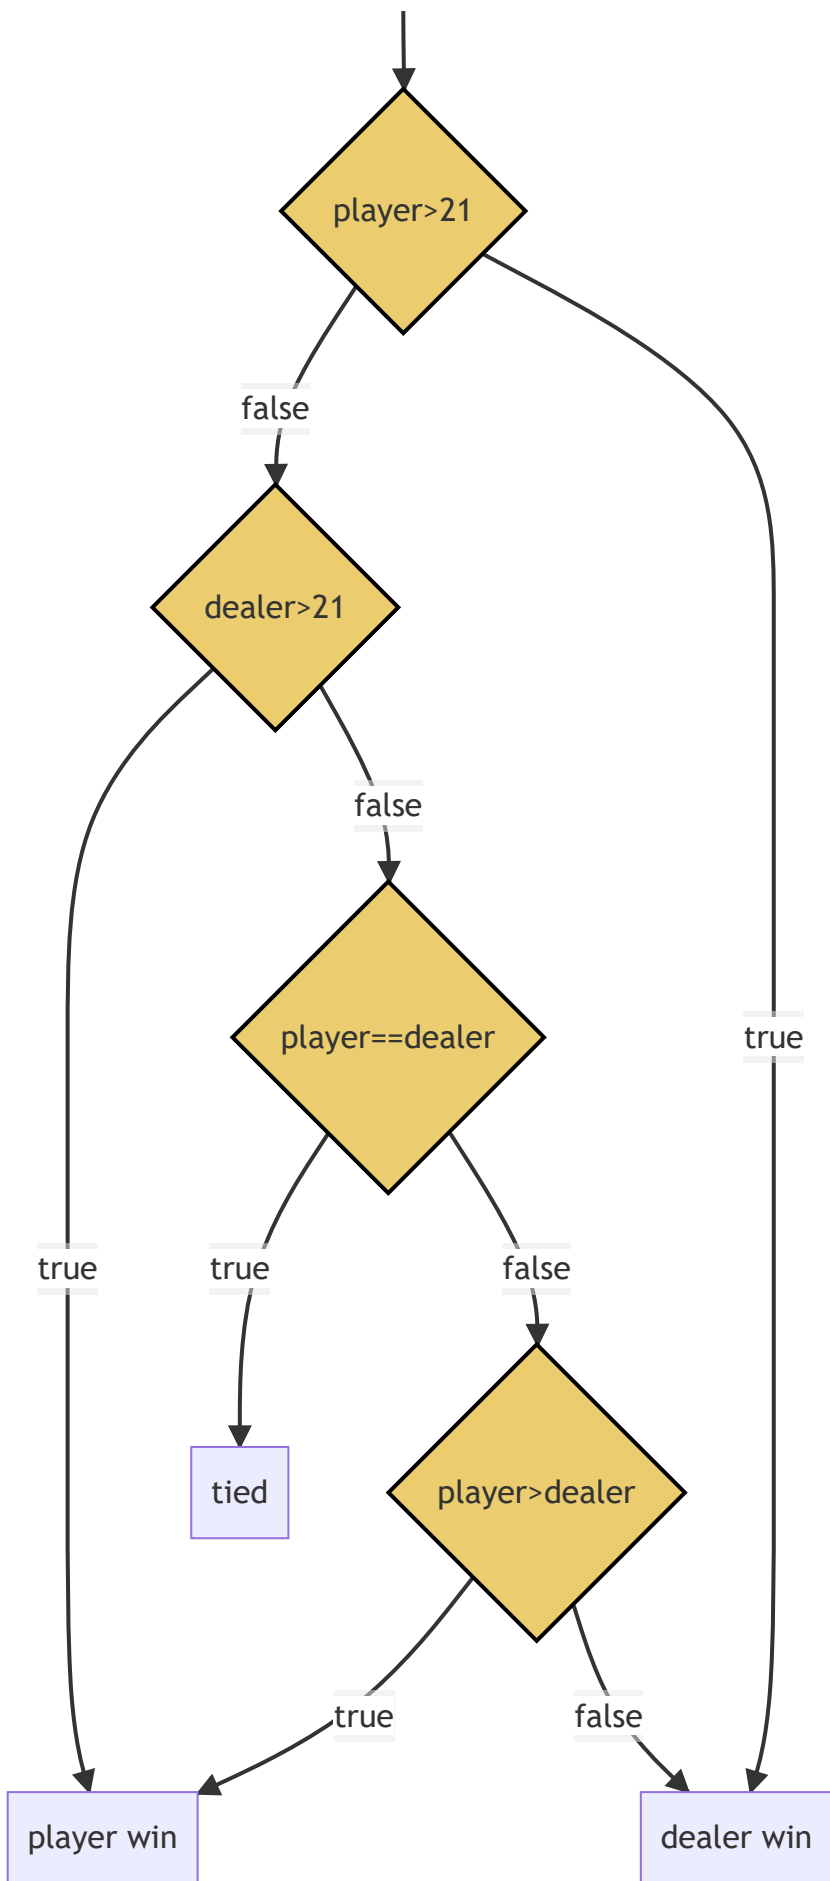 player>21
false
dealer>21
false
player==dealer
true
true
true
false
tied
player>dealer
true
false
player win
dealer win